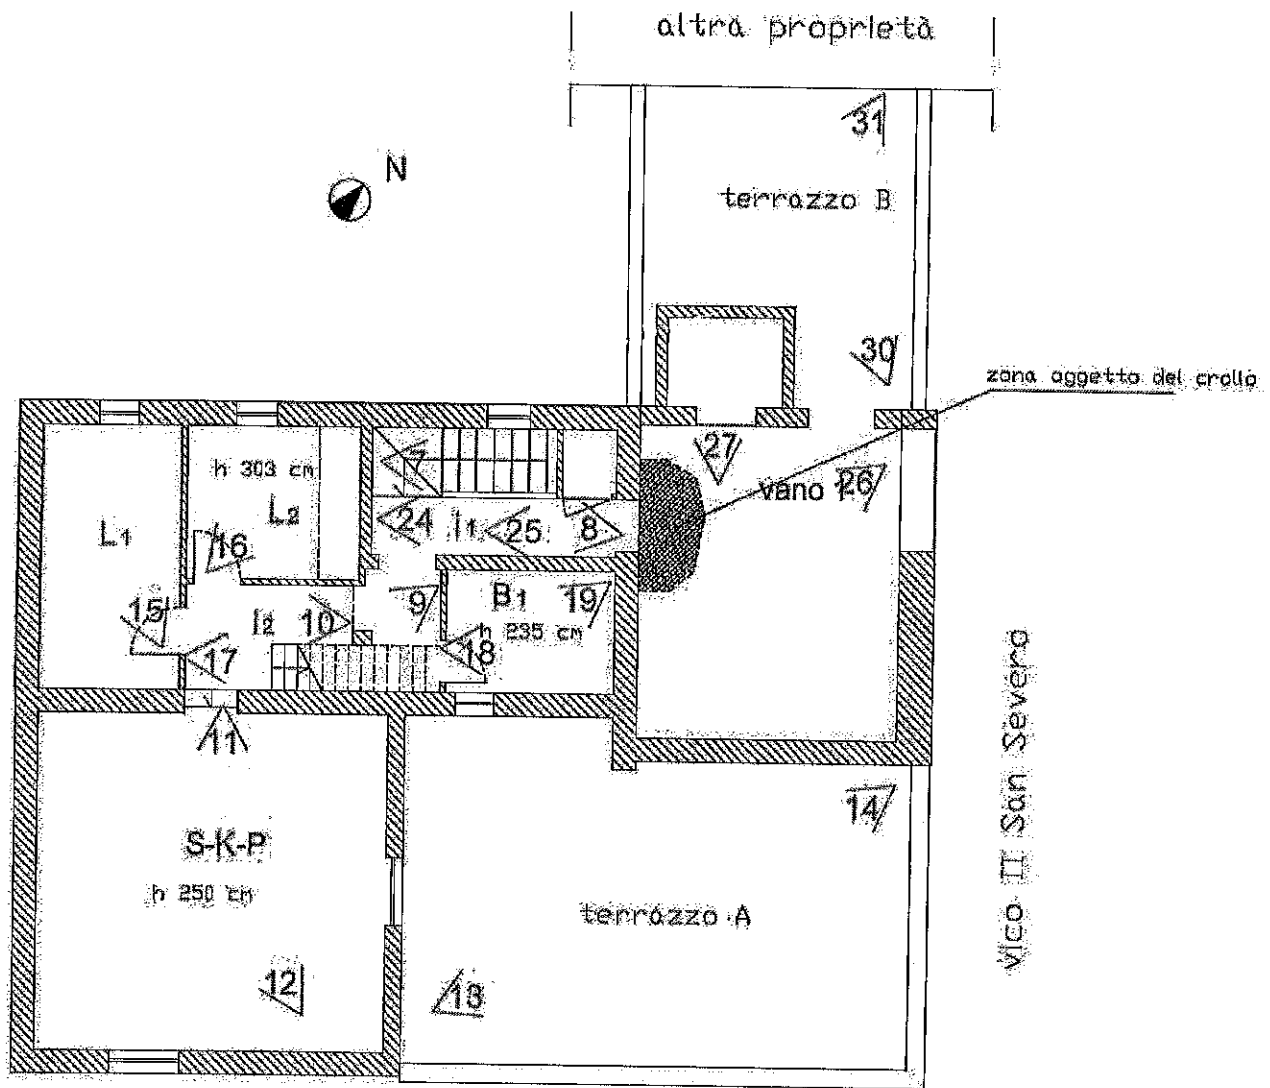 altra proprietà
31
N
terrazzo B
30
zona oggetto del crollo
27
7
h 303 cm
vano 1
26
L2
L1
24
I1
25
8
16
9
B1
19
15
I2
10
h 235 cm
18
17
11
14
S-K-P
h 250 cm
terrazzo A
12
13
vico II San Severo